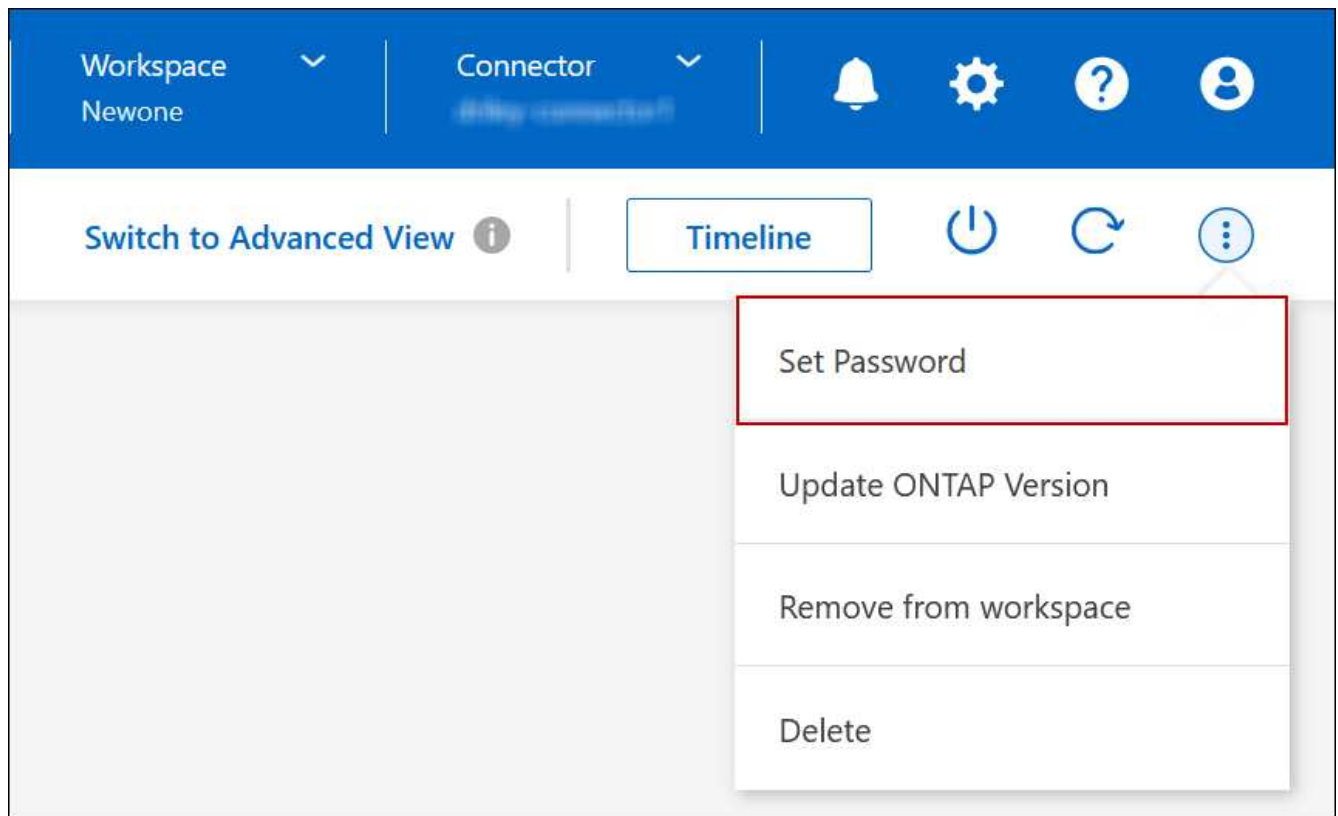 Workspace
Newone
Connector
Switch to Advanced View
Timeline
Set Password
Update ONTAP Version
Remove from workspace
Delete